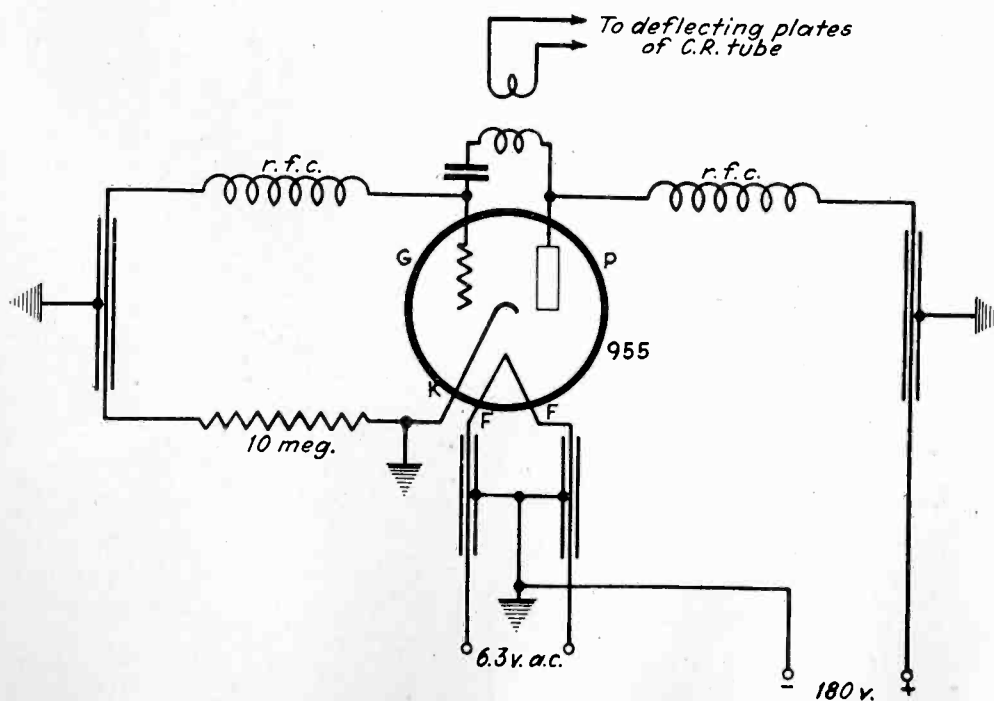 To deflecting plates
of C.R. tube
r.f.c.
r.f.c.
G
P
955
K
F
F
10 meg.
6.3 v. a.c.
-
180 v.
+